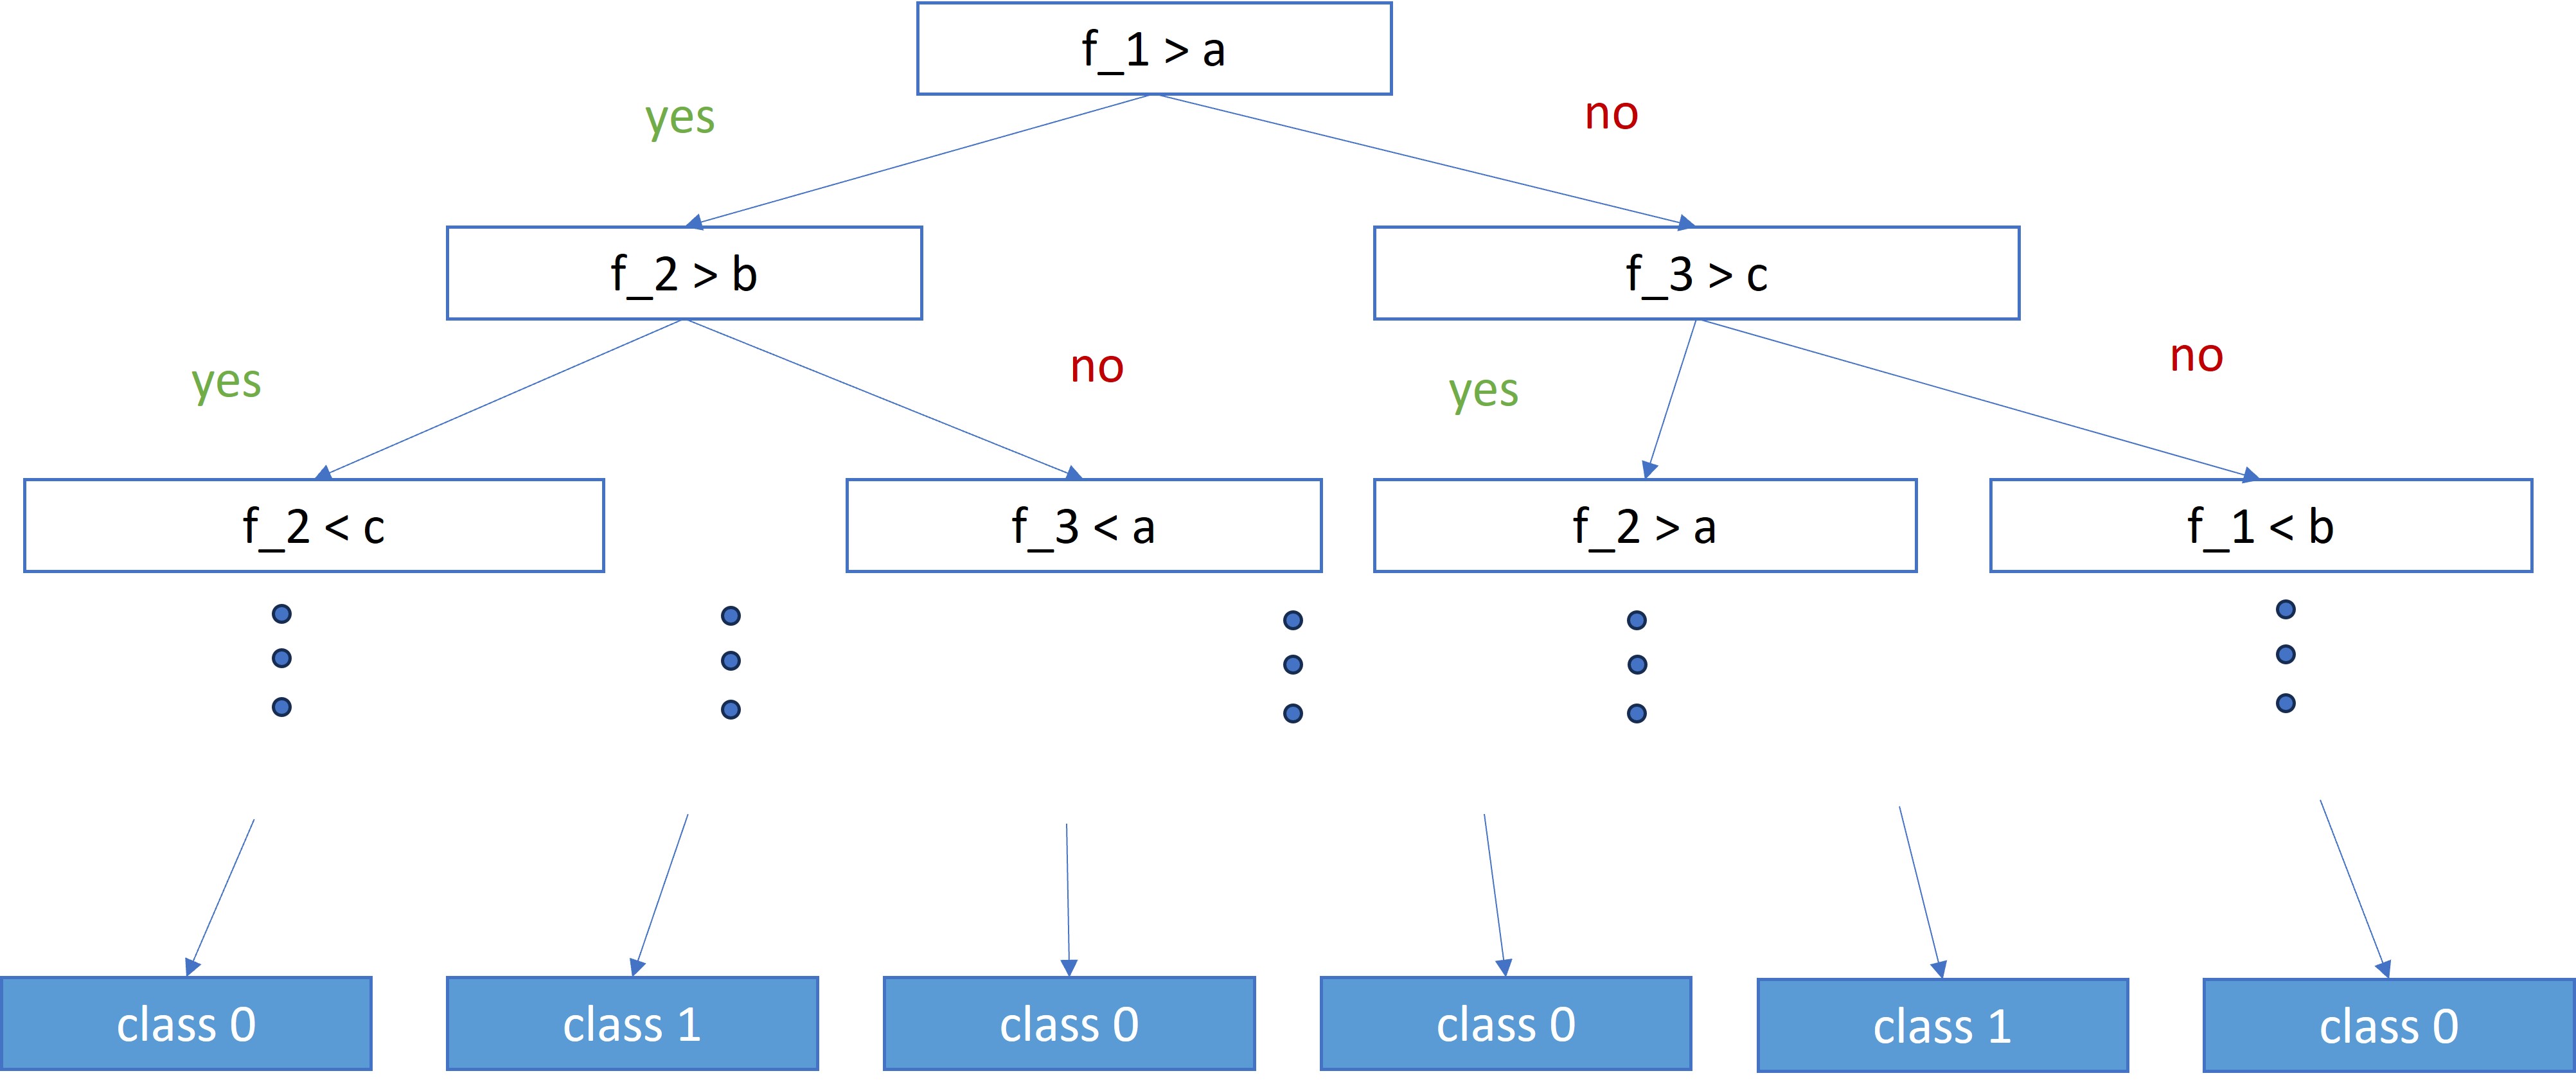 f_1 > a
yes
no
f_2 > b
f_3 > c
yes
no
yes
no
f_2 < c
f_3 < a
f_2 > a
f_1 < b
class 0
class 1
class 0
class 0
class 1
class 0